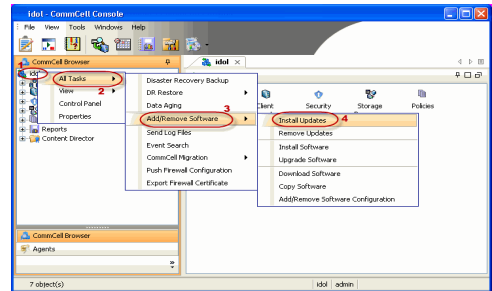 idol - CommCell Console
File View Tools Windows Help
CommCell Browser
idol
1
idol
All Tasks
2
View
Control Panel
Properties
Reports
Content Director
Disaster Recovery Backup
DR Restore
Data Aging
3
Add/Remove Software
Send Log Files
Event Search
CommCell Migration
Push Firewall Configuration
Export Firewall Certificate
Client
Security
Storage
Policies
Install Updates
4
Remove Updates
Install Software
Upgrade Software
Download Software
Copy Software
Add/Remove Software Configuration
CommCell Browser
Agents
7 object(s)
idol
admin